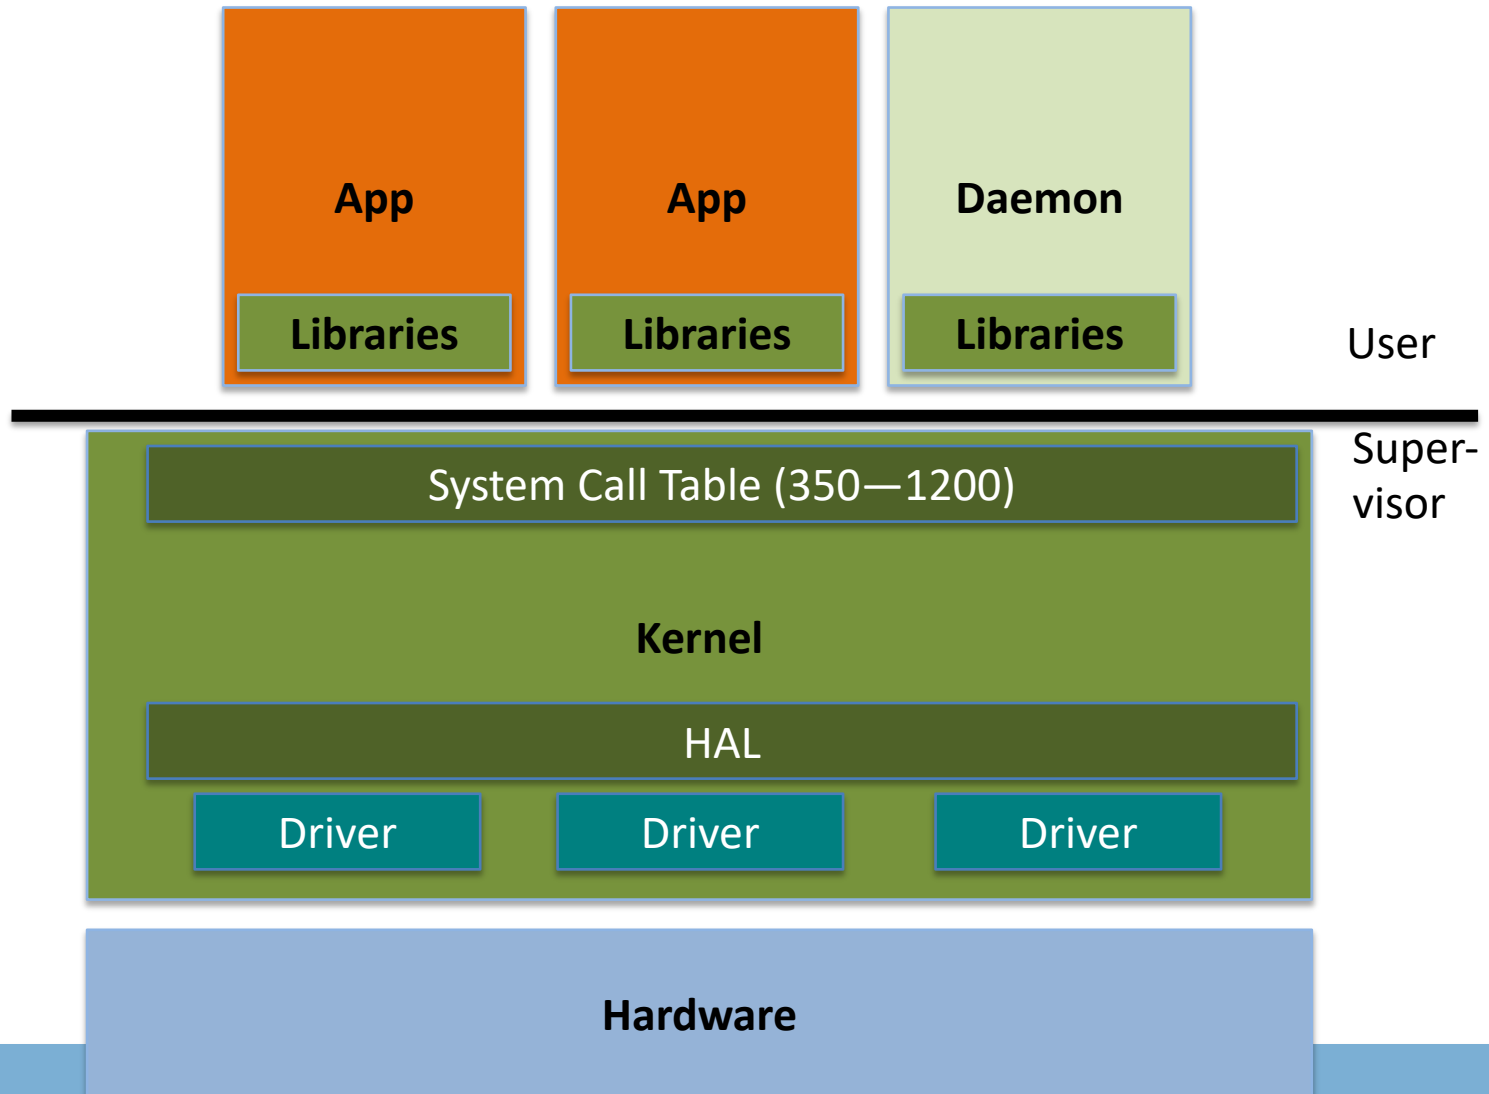 App
App
Daemon
Libraries
Libraries
Libraries
User
Super-
visor
System Call Table (350—1200)
Kernel
HAL
Driver
Driver
Driver
Hardware